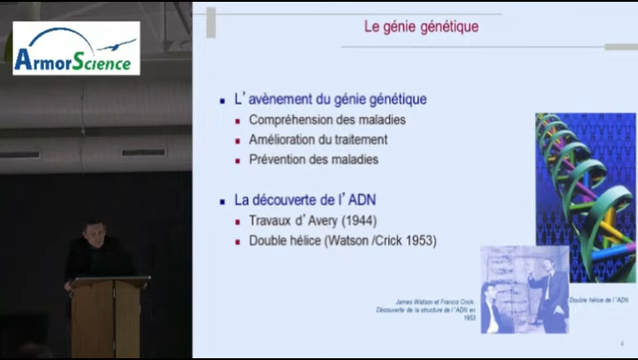 ArmorScience
Le génie génétique
L'avènement du génie génétique
Compréhension des maladies
Amélioration du traitement
Prévention des maladies
La découverte de l'ADN
Travaux d'Avery (1944)
Double hélice (Watson /Crick 1953)
James Watson et Francis Crick.
Découverte de la structure de l'ADN en
1953
Double hélice de l'ADN
4